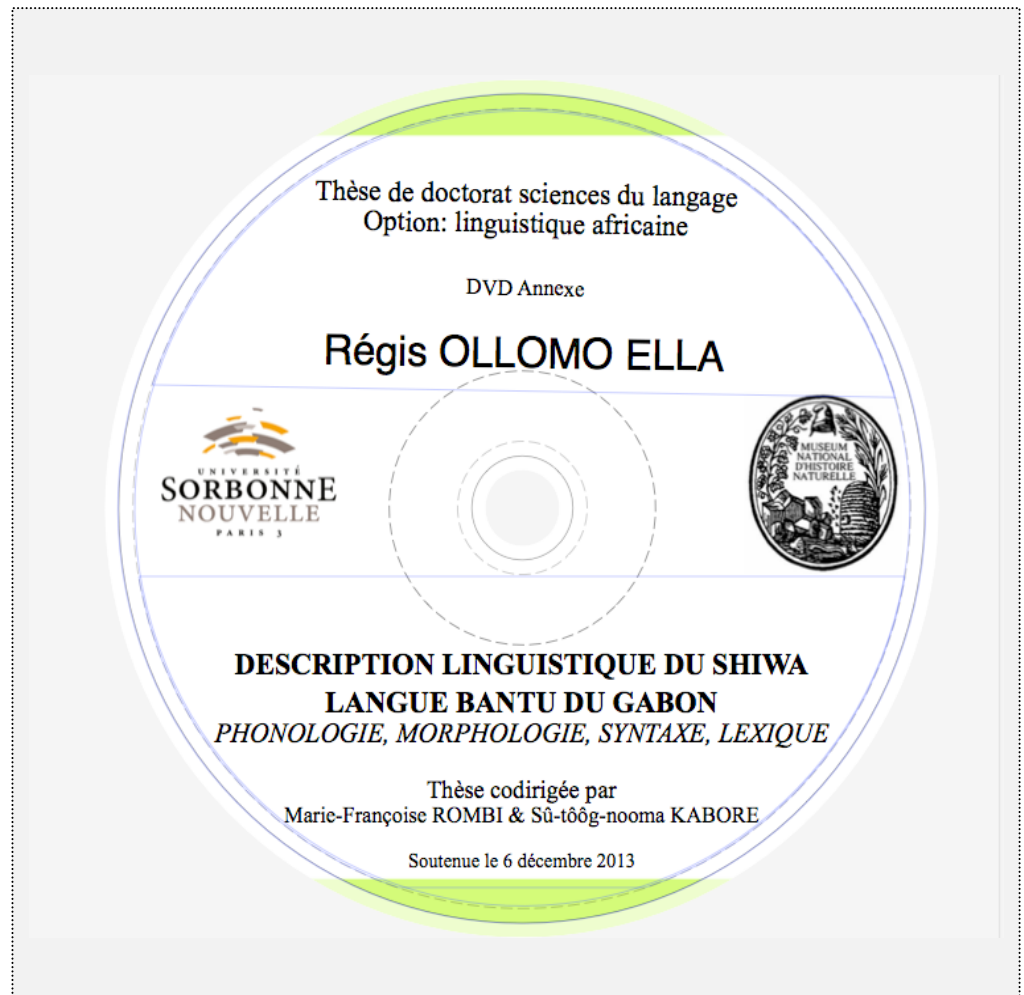 Thèse de doctorat sciences du langage
Option: linguistique africaine
DVD Annexe
Régis OLLOMO ELLA
UNIVERSITÉ
SORBONNE
NOUVELLE
PARIS 3
MUSEUM
NATIONAL
D'HISTOIRE
NATURELLE
DESCRIPTION LINGUISTIQUE DU SHIWA
LANGUE BANTU DU GABON
PHONOLOGIE, MORPHOLOGIE, SYNTAXE, LEXIQUE
Thèse codirigée par
Marie-Françoise ROMBI & Sû-tôôg-nooma KABORE
Soutenue le 6 décembre 2013